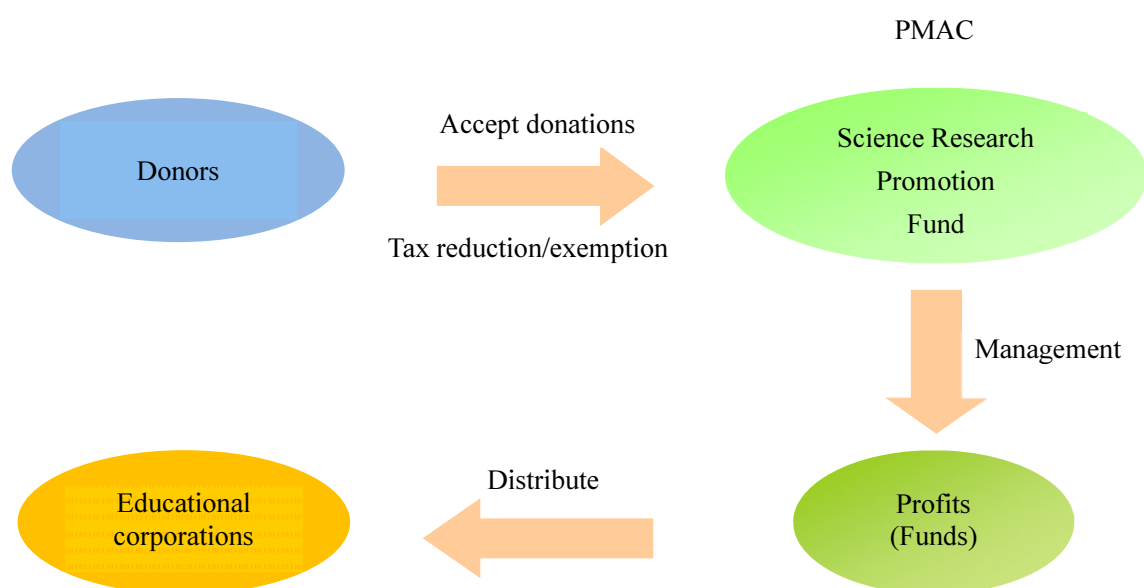 PMAC
Donors
Accept donations
Tax reduction/exemption
Science Research
Promotion
Fund
Management
Profits
(Funds)
Distribute
Educational
corporations